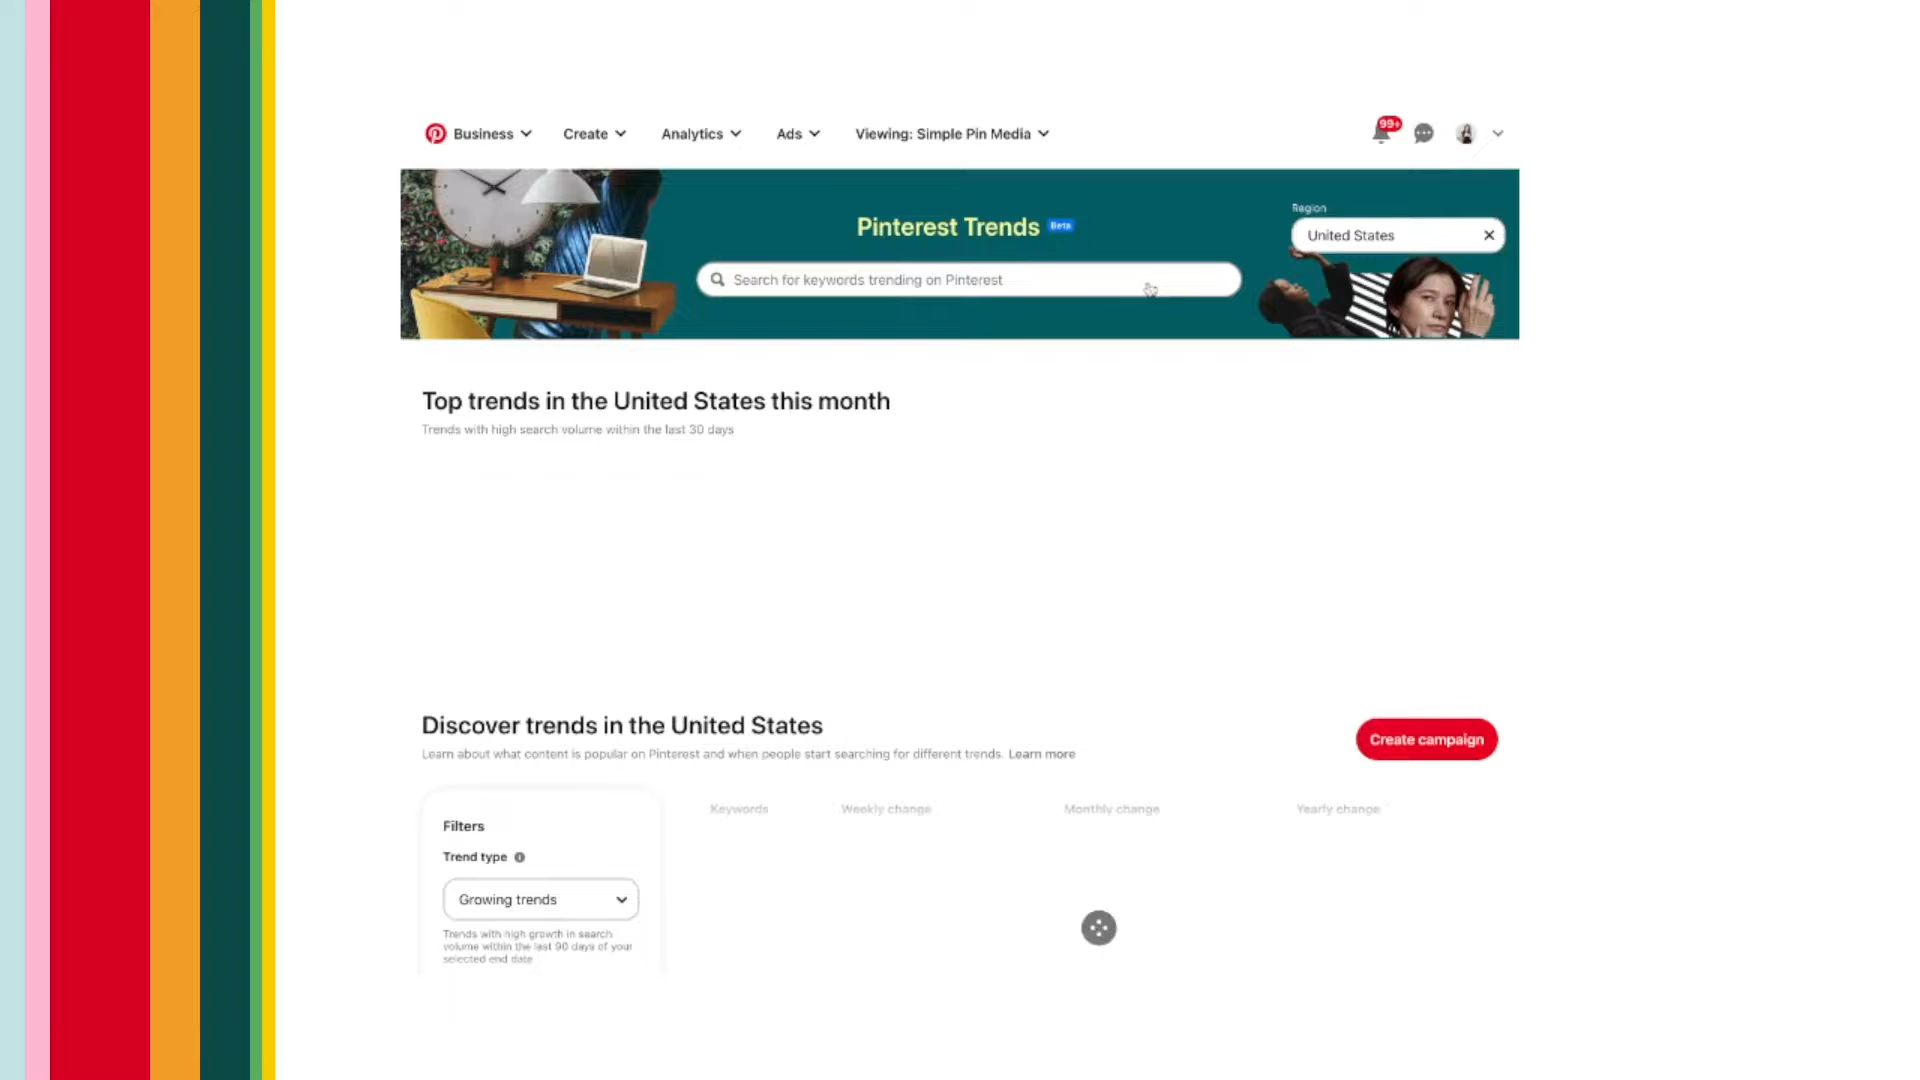 Business
Create
Analytics
Ads
Viewing: Simple Pin Media
99+
Pinterest Trends Beta
Region
United States
Search for keywords trending on Pinterest
Top trends in the United States this month
Trends with high search volume within the last 30 days
Discover trends in the United States
Learn about what content is popular on Pinterest and when people start searching for different trends. Learn more
Create campaign
Filters
Trend type
Growing trends
Trends with high growth in search
volume within the last 90 days of your
selected end date
Keywords
Weekly change
Monthly change
Yearly change